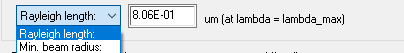 Rayleigh length: 8.06E-01 um (at lambda = lambda_max)
Rayleigh length:
Min. beam radius: